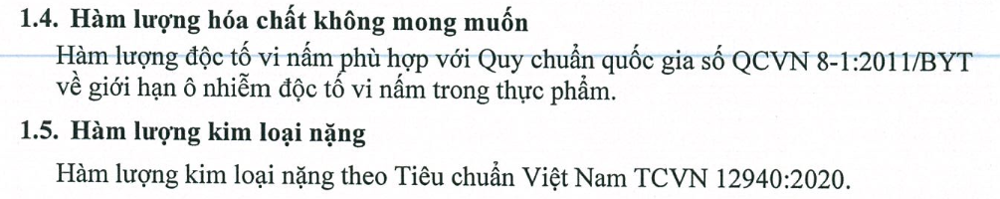 1.4. Hàm lượng hóa chất không mong muốn
Hàm lượng độc tố vi nấm phù hợp với Quy chuẩn quốc gia số QCVN 8-1:2011/BYT
về giới hạn ô nhiễm độc tố vi nấm trong thực phẩm.
1.5. Hàm lượng kim loại nặng
Hàm lượng kim loại nặng theo Tiêu chuẩn Việt Nam TCVN 12940:2020.